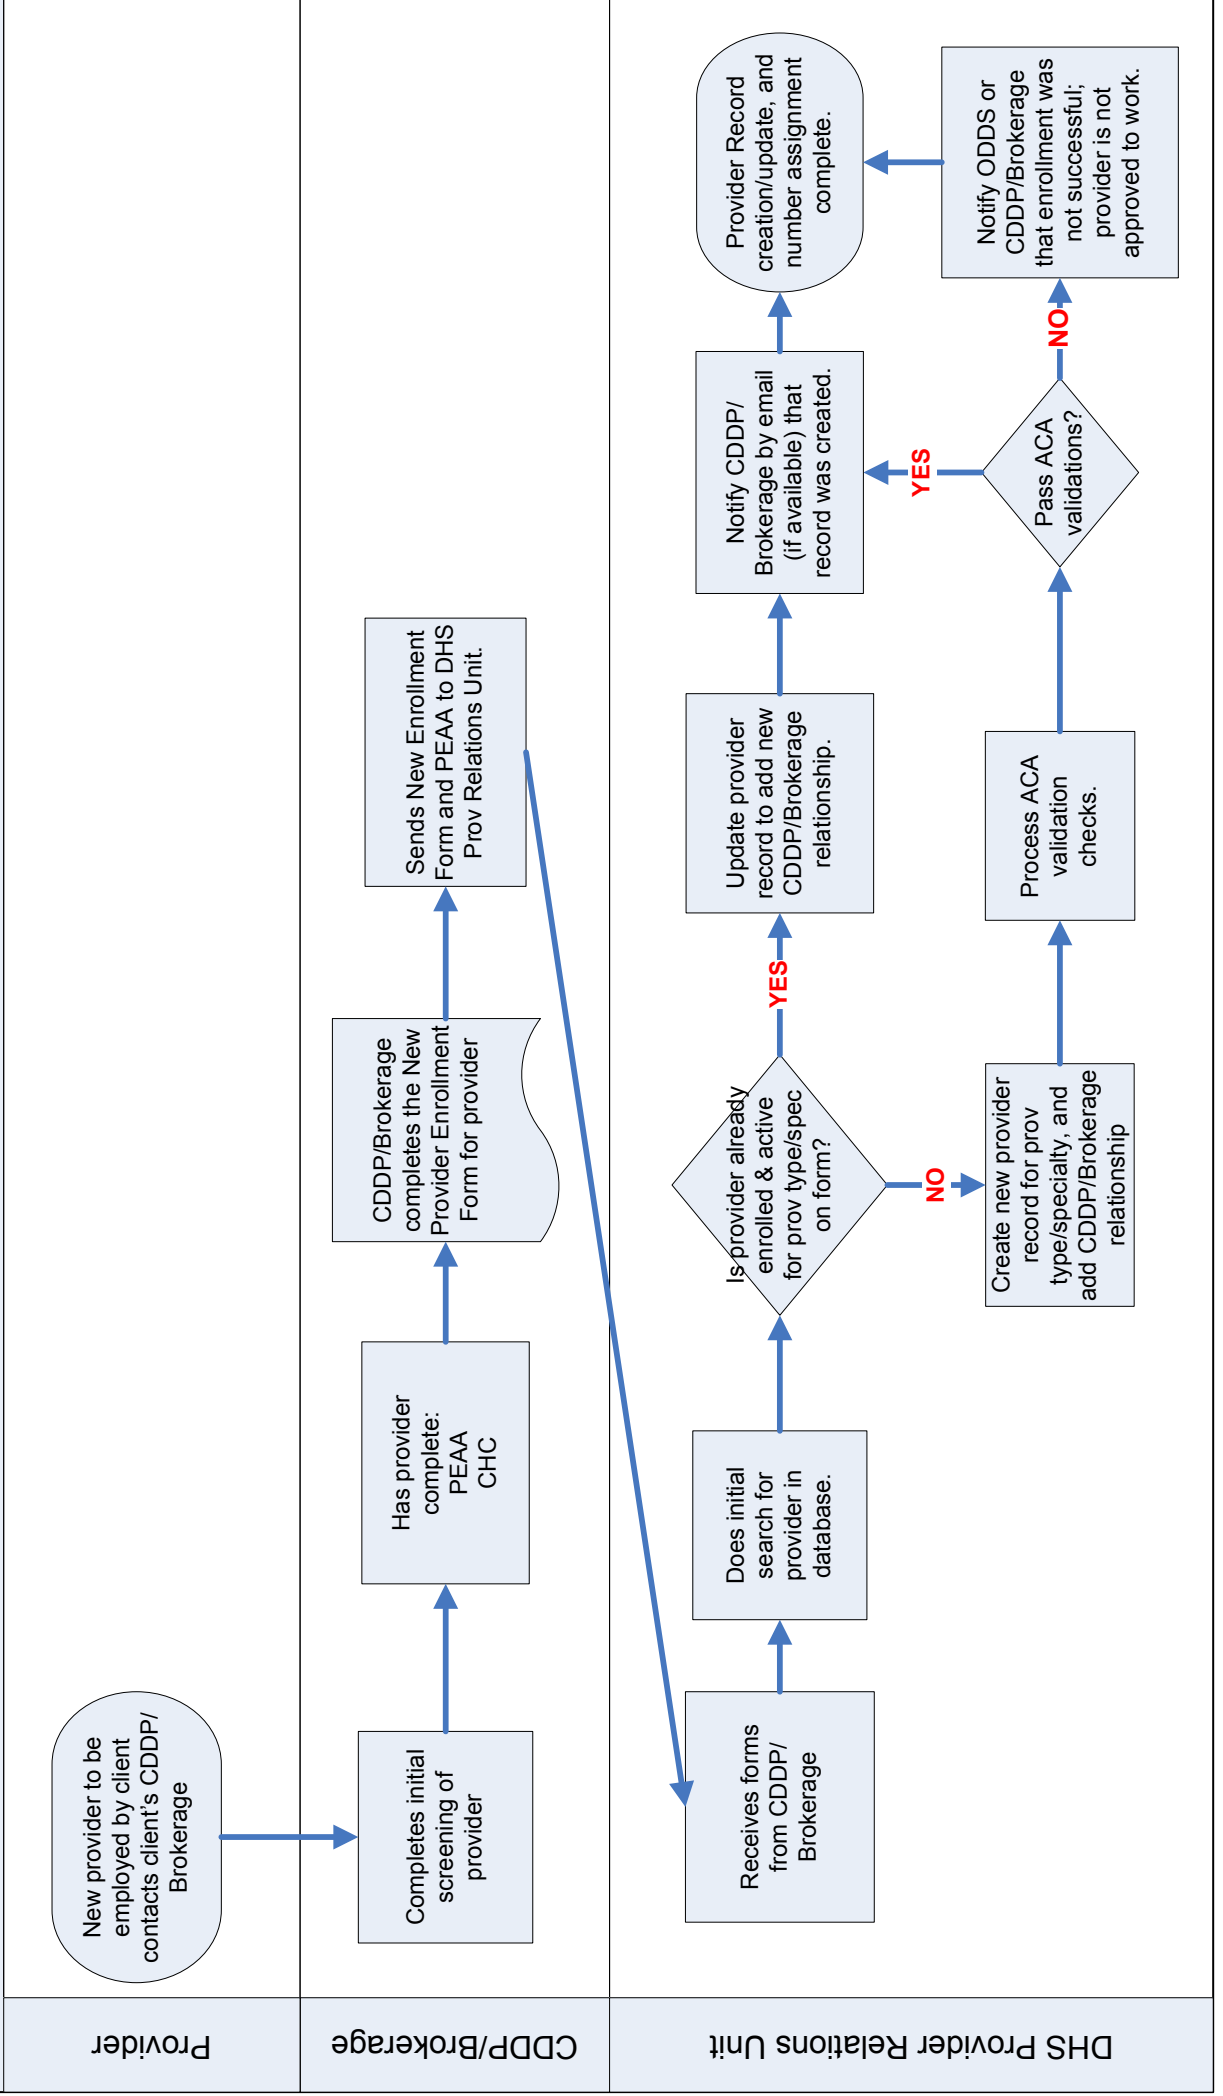 Provider
New provider to be
employed by client
contacts client's CDDP/
Brokerage
CDDP/Brokerage
Completes initial
screening of
provider
Has provider
complete:
PEAA
CHC
CDDP/Brokerage
completes the New
Provider Enrollment
Form for provider
Sends New Enrollment
Form and PEAA to DHS
Prov Relations Unit.
DHS Provider Relations Unit
Receives forms
from CDDP/
Brokerage
Does initial
search for
provider in
database.
Is provider already
enrolled & active
for prov type/spec
on form?
YES
Update provider
record to add new
CDDP/Brokerage
relationship.
Notify CDDP/
Brokerage by email
(if available) that
record was created.
Provider Record
creation/update, and
number assignment
complete.
NO
Create new provider
record for prov
type/specialty, and
add CDDP/Brokerage
relationship
Process ACA
validation
checks.
Pass ACA
validations?
YES
NO
Notify ODDS or
CDDP/Brokerage
that enrollment was
not successful;
provider is not
approved to work.